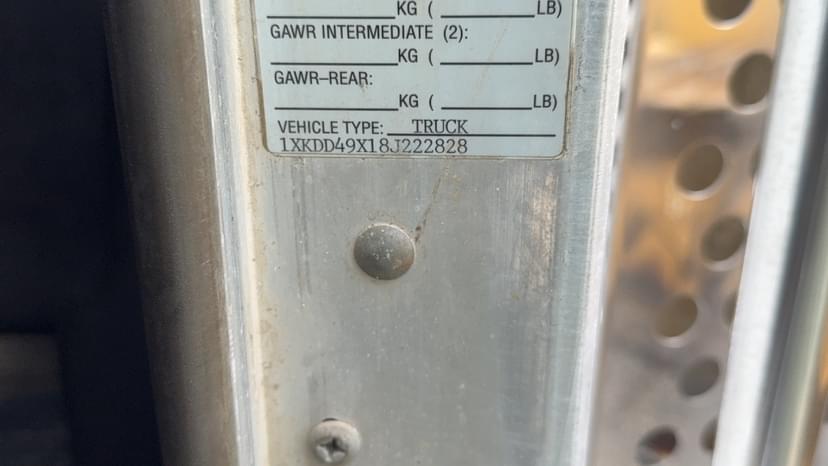 KG ( LB)
GAWR INTERMEDIATE (2):
KG ( LB)
GAWR–REAR:
KG ( LB)
VEHICLE TYPE: TRUCK
1XKDD49X18J222828